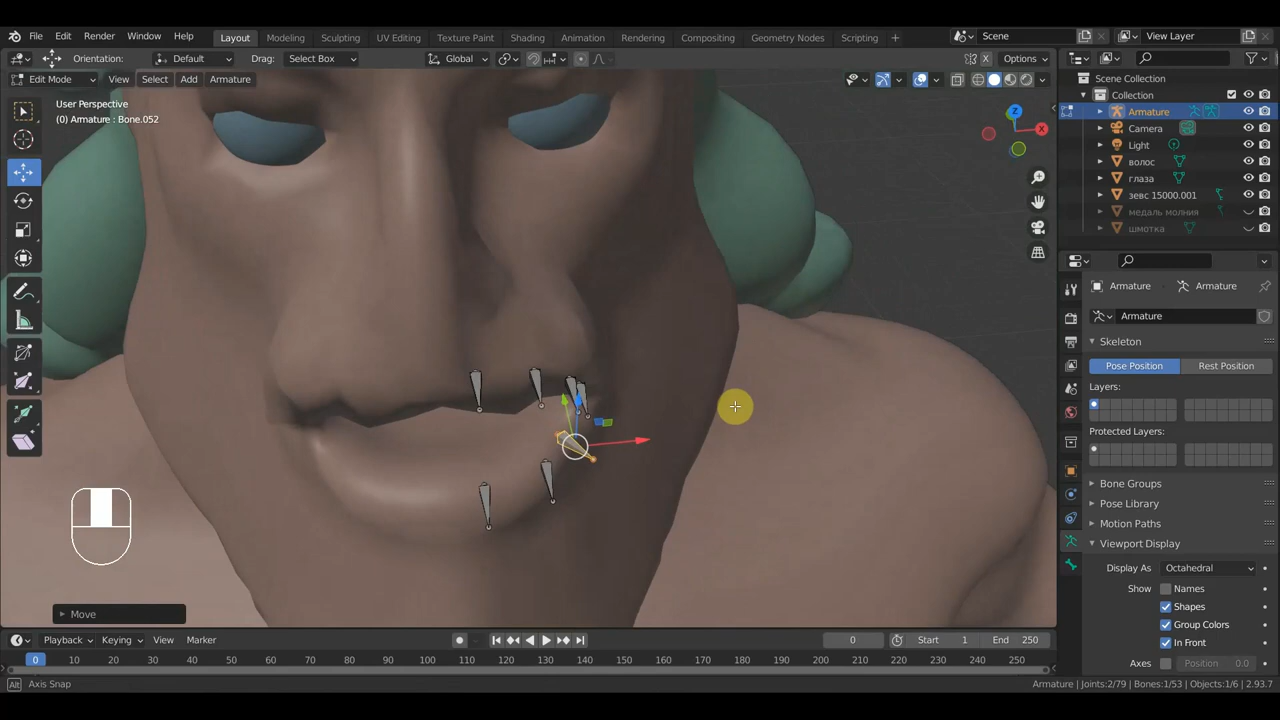 File Edit Render Window Help Layout Modeling Sculpting UV Editing Texture Paint Shading Animation Rendering Compositing Geometry Nodes Scripting + Scene View Layer
Orientation: Default Drag: Select Box Global Options
Edit Mode View Select Add Armature
User Perspective
(0) Armature : Bone.052
Z
X
Scene Collection
Collection
Armature
Camera
Light
волос
глаза
зевс 15000.001
медаль молния
шмотка
Armature Armature
Armature
Skeleton
Pose Position Rest Position
Layers:
Protected Layers:
Bone Groups
Pose Library
Motion Paths
Viewport Display
Display As Octahedral
Show Names
Shapes
Group Colors
In Front
Axes Position 0.0
Move
Playback Keying View Marker 0 Start 1 End 250
0 10 20 30 40 50 60 70 80 90 100 110 120 130 140 150 160 170 180 190 200 210 220 230 240 250
Alt Axis Snap Armature | Joints:2/79 | Bones:1/53 | Objects:1/6 | 2.93.7